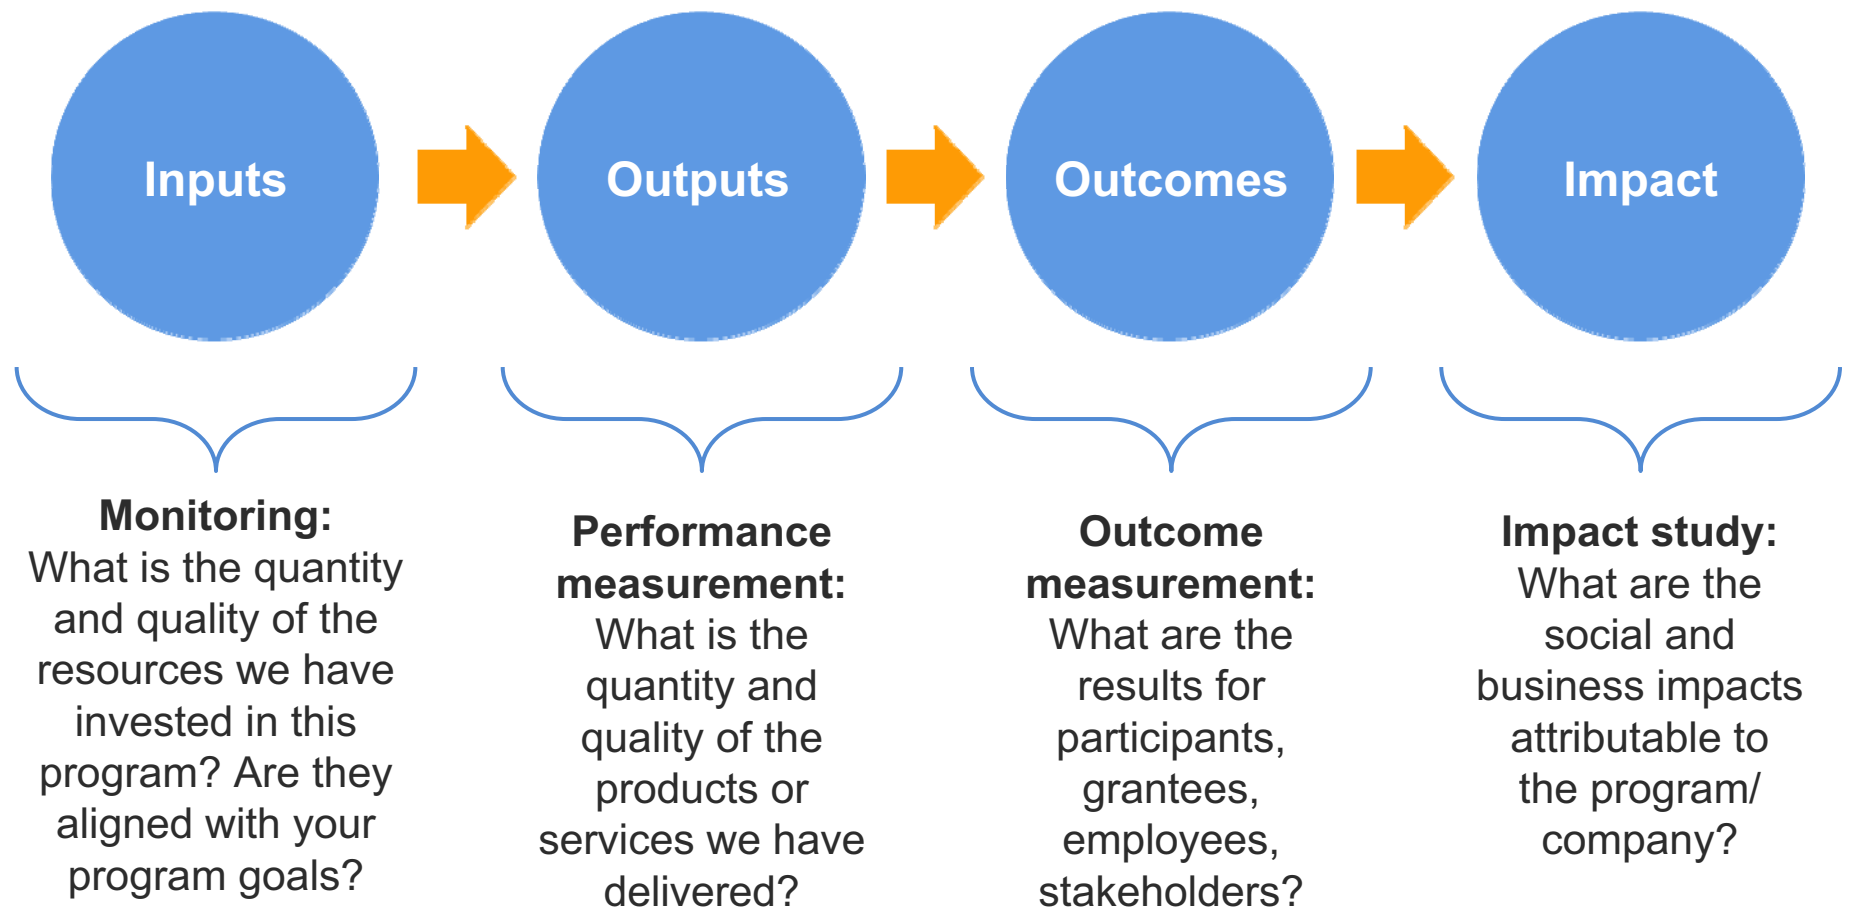 Inputs
Outputs
Outcomes
Impact
Monitoring:
What is the quantity
and quality of the
resources we have
invested in this
program? Are they
aligned with your
program goals?
Performance
measurement:
What is the
quantity and
quality of the
products or
services we have
delivered?
Outcome
measurement:
What are the
results for
participants,
grantees,
employees,
stakeholders?
Impact study:
What are the
social and
business impacts
attributable to
the program/
company?